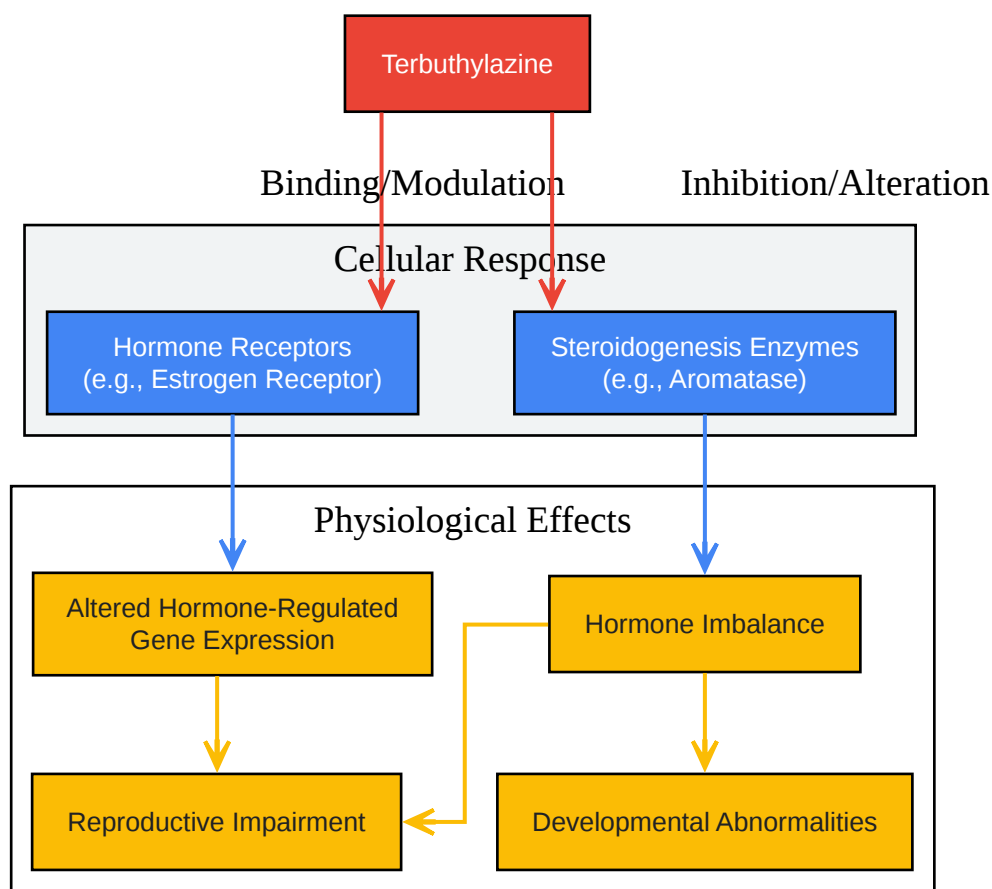 Terbuthylazine
Binding/Modulation
Inhibition/Alteration
Cellular Response
Hormone Receptors
(e.g., Estrogen Receptor)
Steroidogenesis Enzymes
(e.g., Aromatase)
Physiological Effects
Altered Hormone-Regulated
Gene Expression
Hormone Imbalance
Reproductive Impairment
Developmental Abnormalities